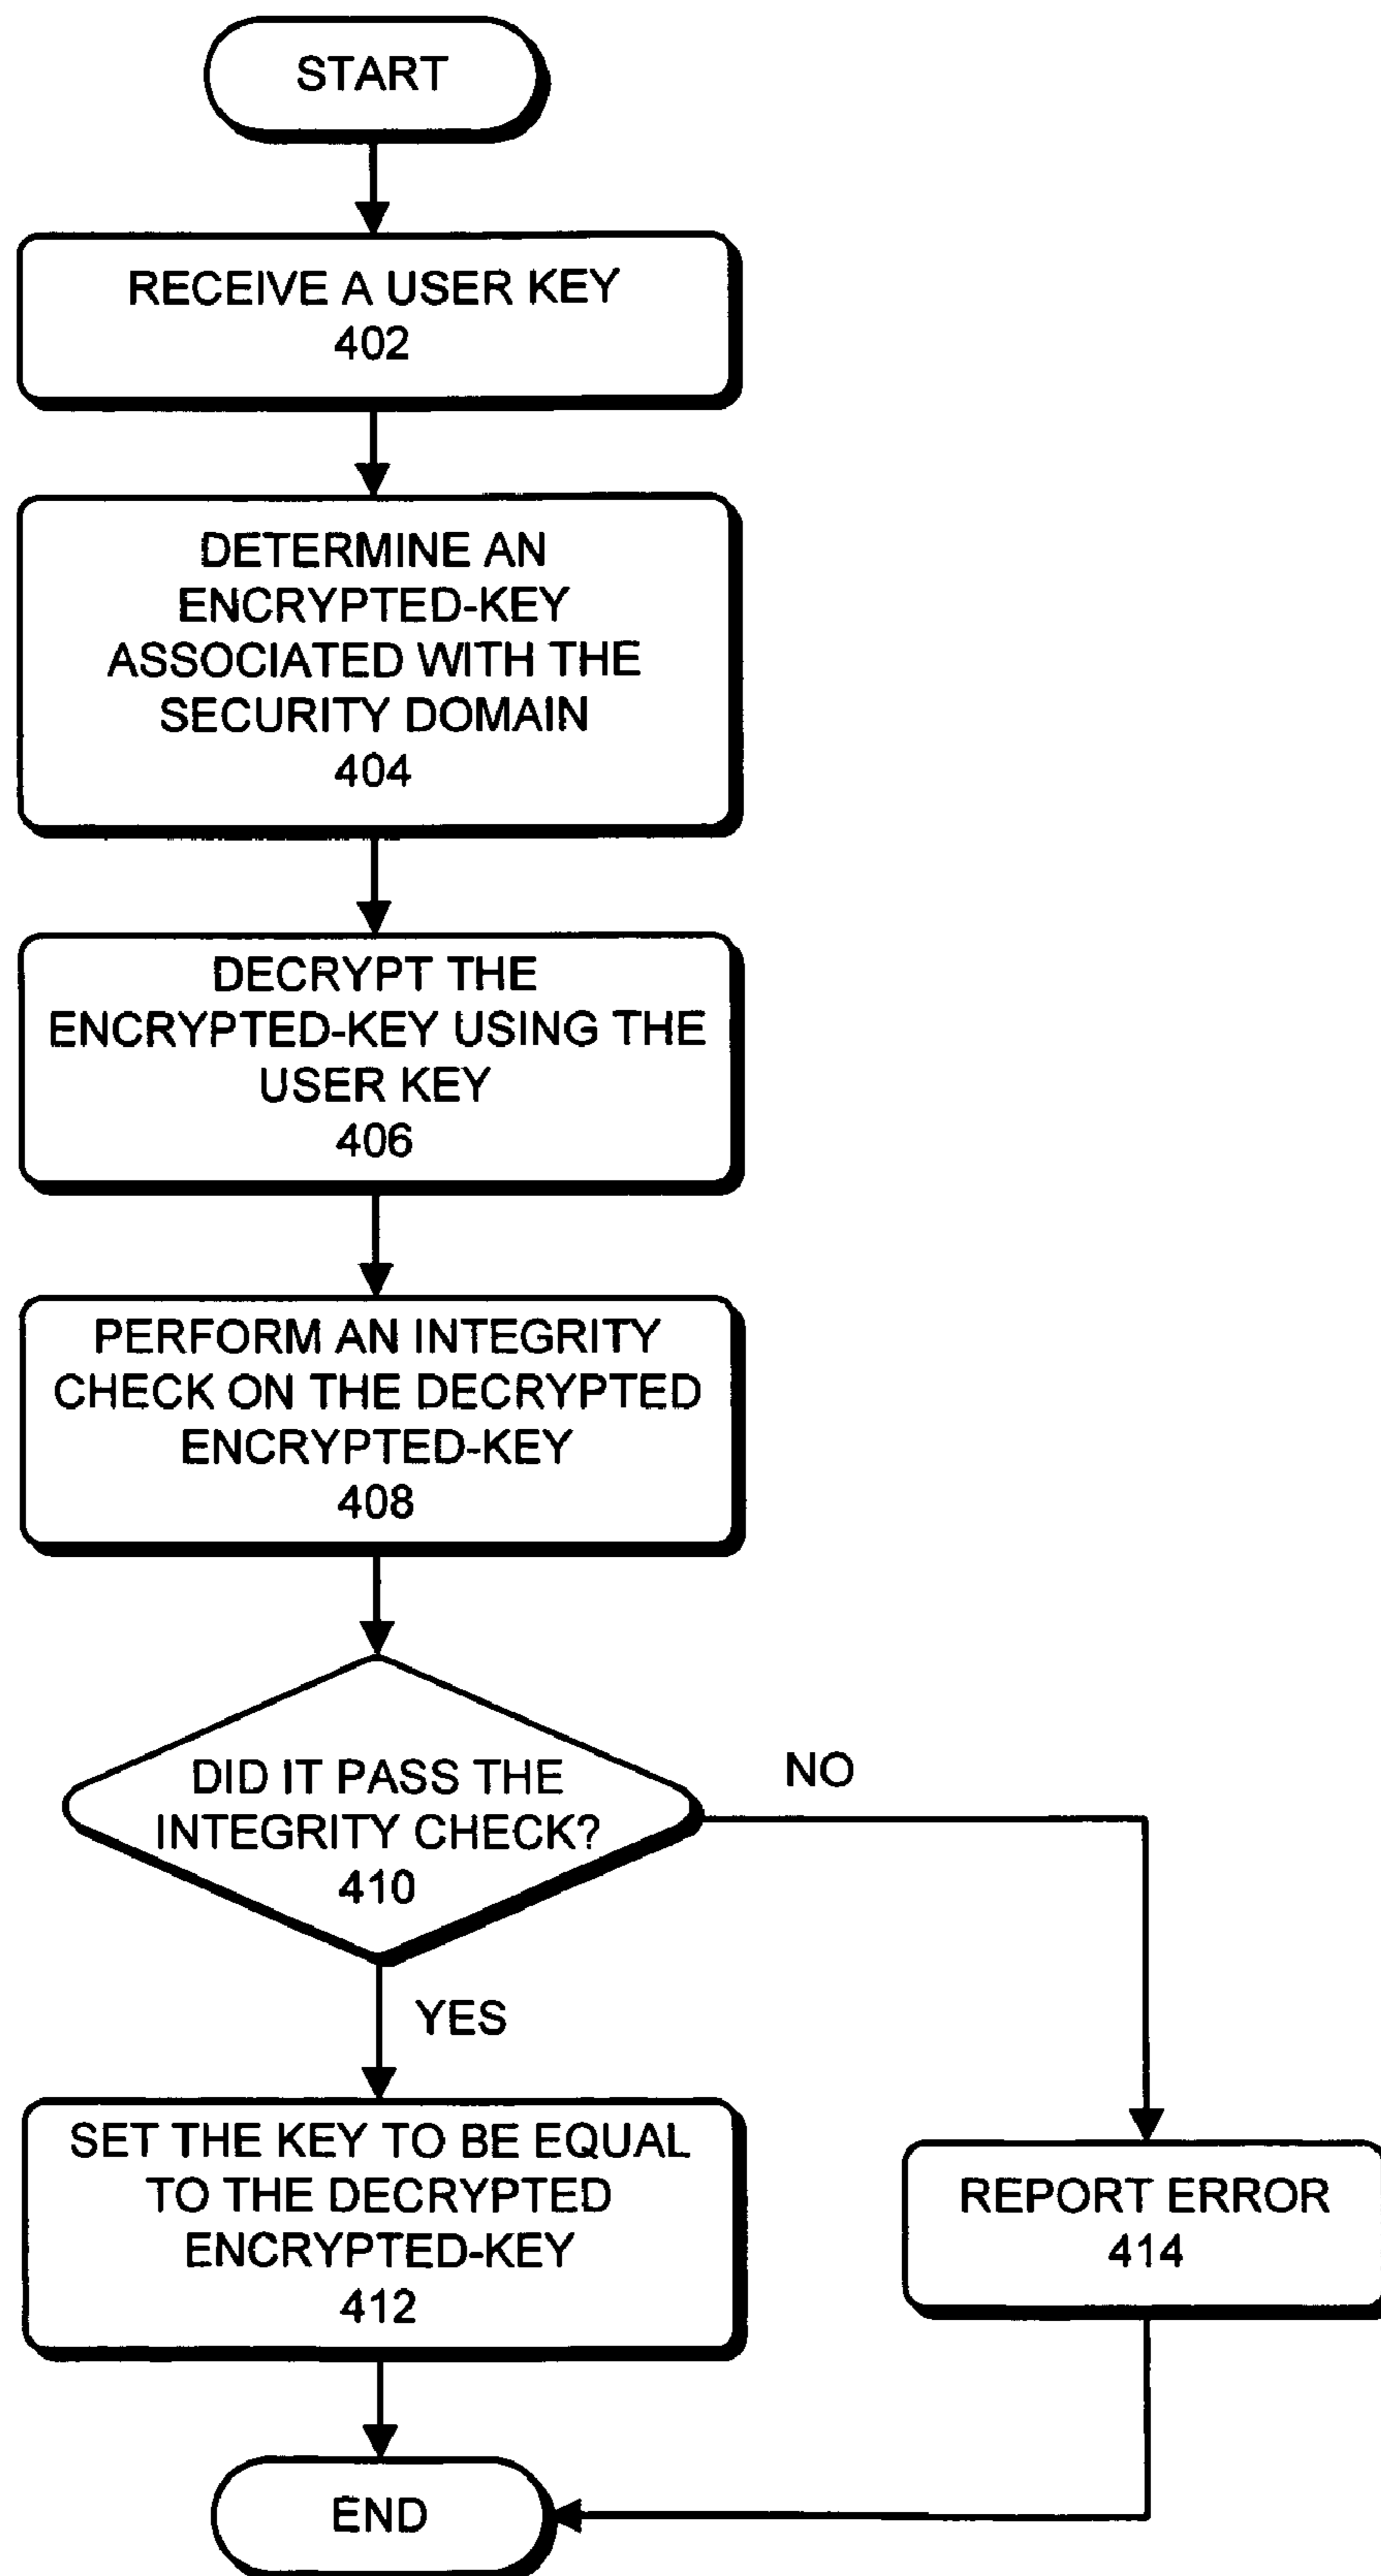 START
RECEIVE A USER KEY
402
DETERMINE AN
ENCRYPTED-KEY
ASSOCIATED WITH THE
SECURITY DOMAIN
404
DECRYPT THE
ENCRYPTED-KEY USING THE
USER KEY
406
PERFORM AN INTEGRITY
CHECK ON THE DECRYPTED
ENCRYPTED-KEY
408
DID IT PASS THE
INTEGRITY CHECK?
410
NO
YES
SET THE KEY TO BE EQUAL
TO THE DECRYPTED
ENCRYPTED-KEY
412
REPORT ERROR
414
END